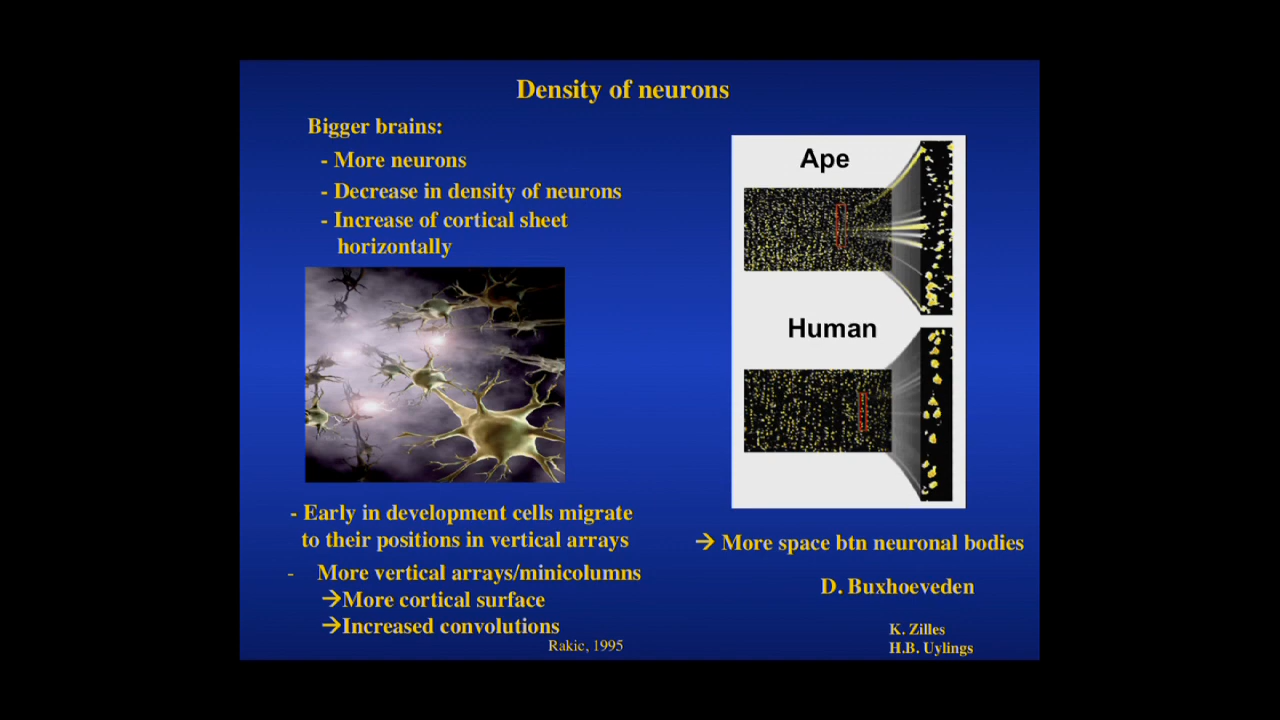 Density of neurons
Bigger brains:
- More neurons
- Decrease in density of neurons
- Increase of cortical sheet
horizontally
- Early in development cells migrate
to their positions in vertical arrays
- More vertical arrays/minicolumns
→More cortical surface
→Increased convolutions
Rakic, 1995
Ape
Human
→ More space btn neuronal bodies
D. Buxhoeveden
K. Zilles
H.B. Uylings